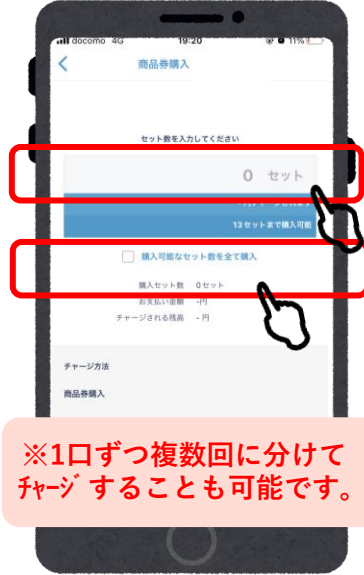 docomo 4G 19:20 @ 11%
商品券購入
セット数を入力してください
0 セット
13セットまで購入可能
購入可能なセット数を全て購入
購入セット数 0セット
お支払い金額 -円
チャージされる残高 - 円
チャージ方法
商品券購入
※1口ずつ複数回に分けて
ﾁｬｰｼﾞすることも可能です。